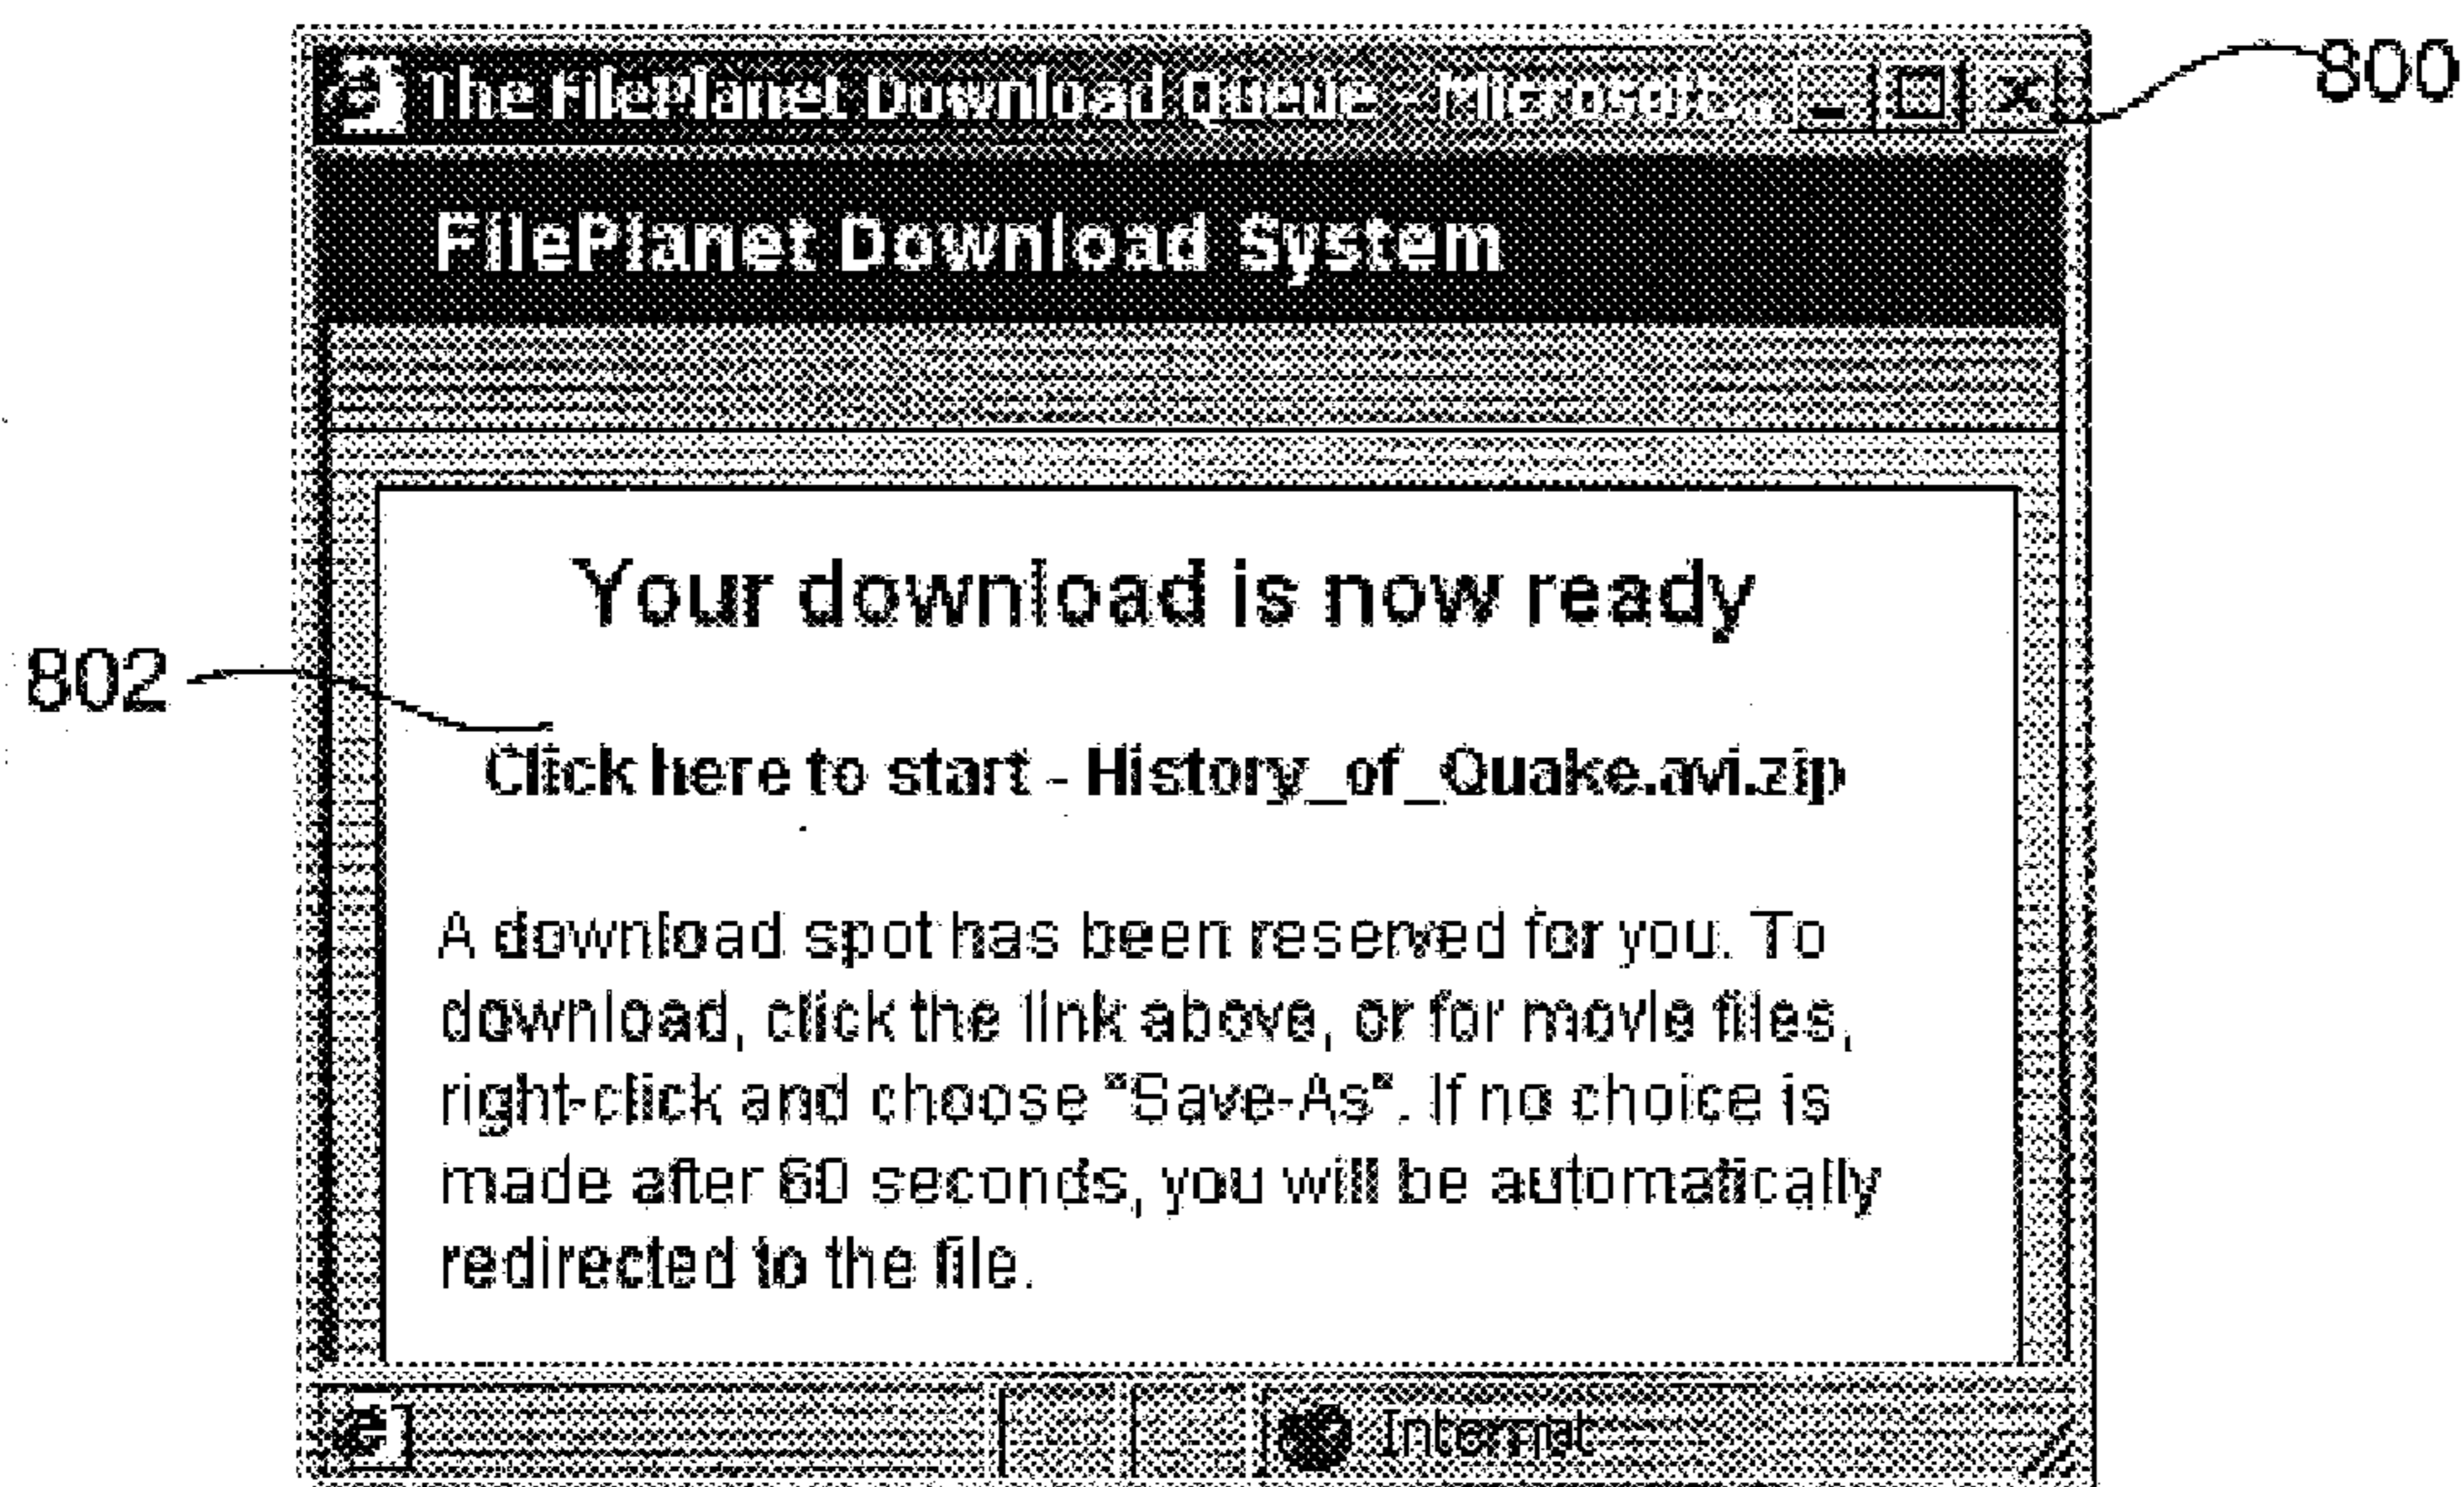 The FilePlanet Download Queue - Microsoft...
800
FilePlanet Download System
Your download is now ready
802
Click here to start - History_of_Quake.avi.zip
A download spot has been reserved for you. To
download, click the link above, or for movie files,
right-click and choose "Save-As". If no choice is
made after 60 seconds, you will be automatically
redirected to the file.
Internet